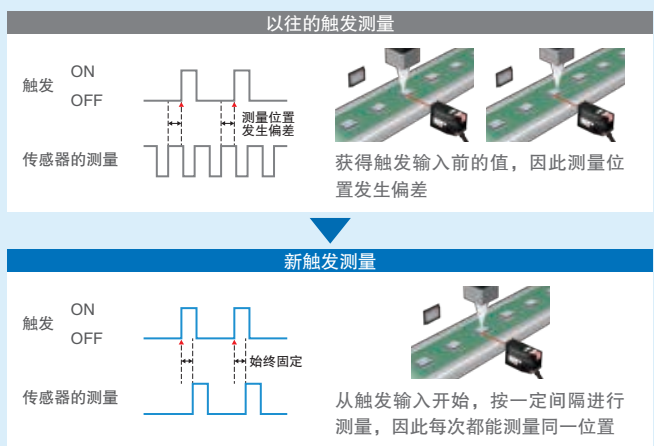 以往的触发测量
触发
ON
OFF
测量位置
发生偏差
传感器的测量
获得触发输入前的值，因此测量位
置发生偏差
新触发测量
触发
ON
OFF
始终固定
传感器的测量
从触发输入开始，按一定间隔进行
测量，因此每次都能测量同一位置